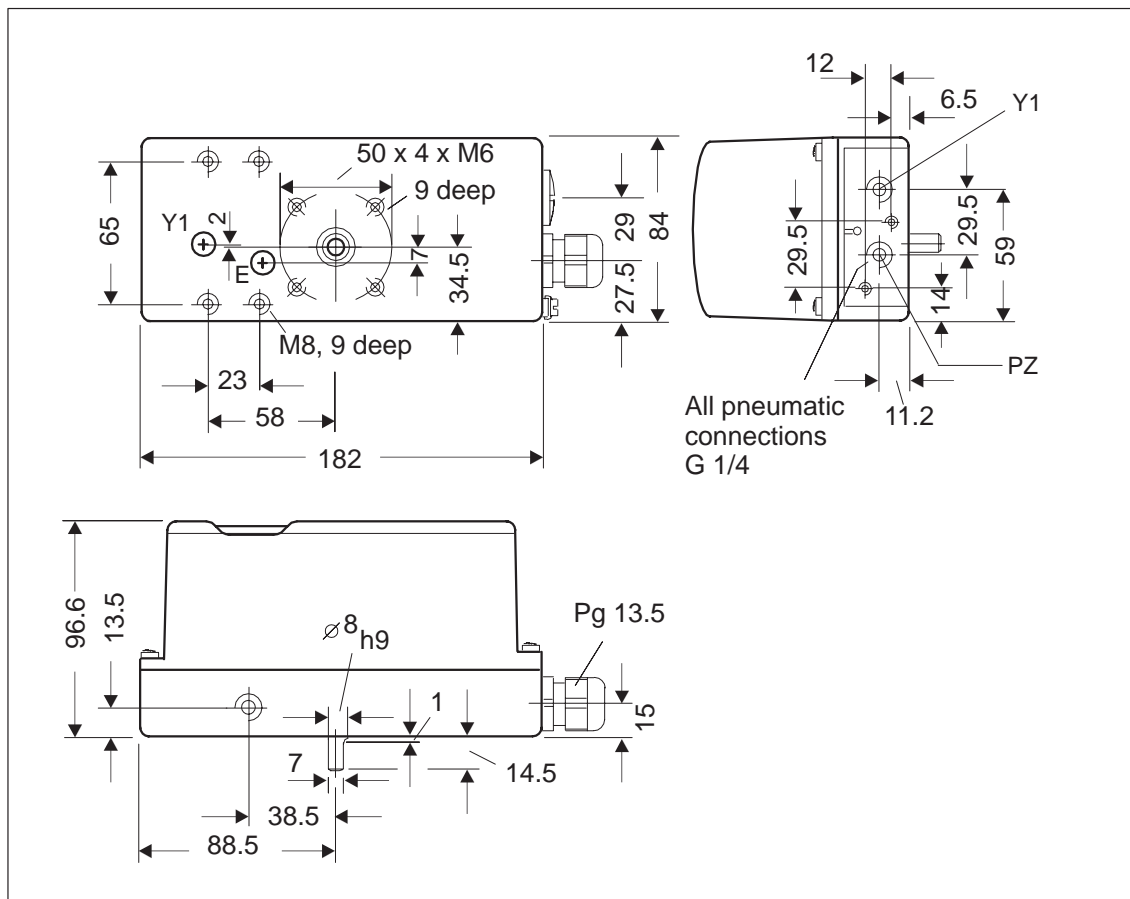 12
6.5
Y1
50 x 4 x M6
9 deep
65
Y1
2
E
7
34.5
29
84
27.5
29.5
29.5
59
14
M8, 9 deep
23
58
182
PZ
11.2
All pneumatic
connections
G 1/4
96.6
13.5
⌀ 8 h9
Pg 13.5
1
15
7
14.5
38.5
88.5